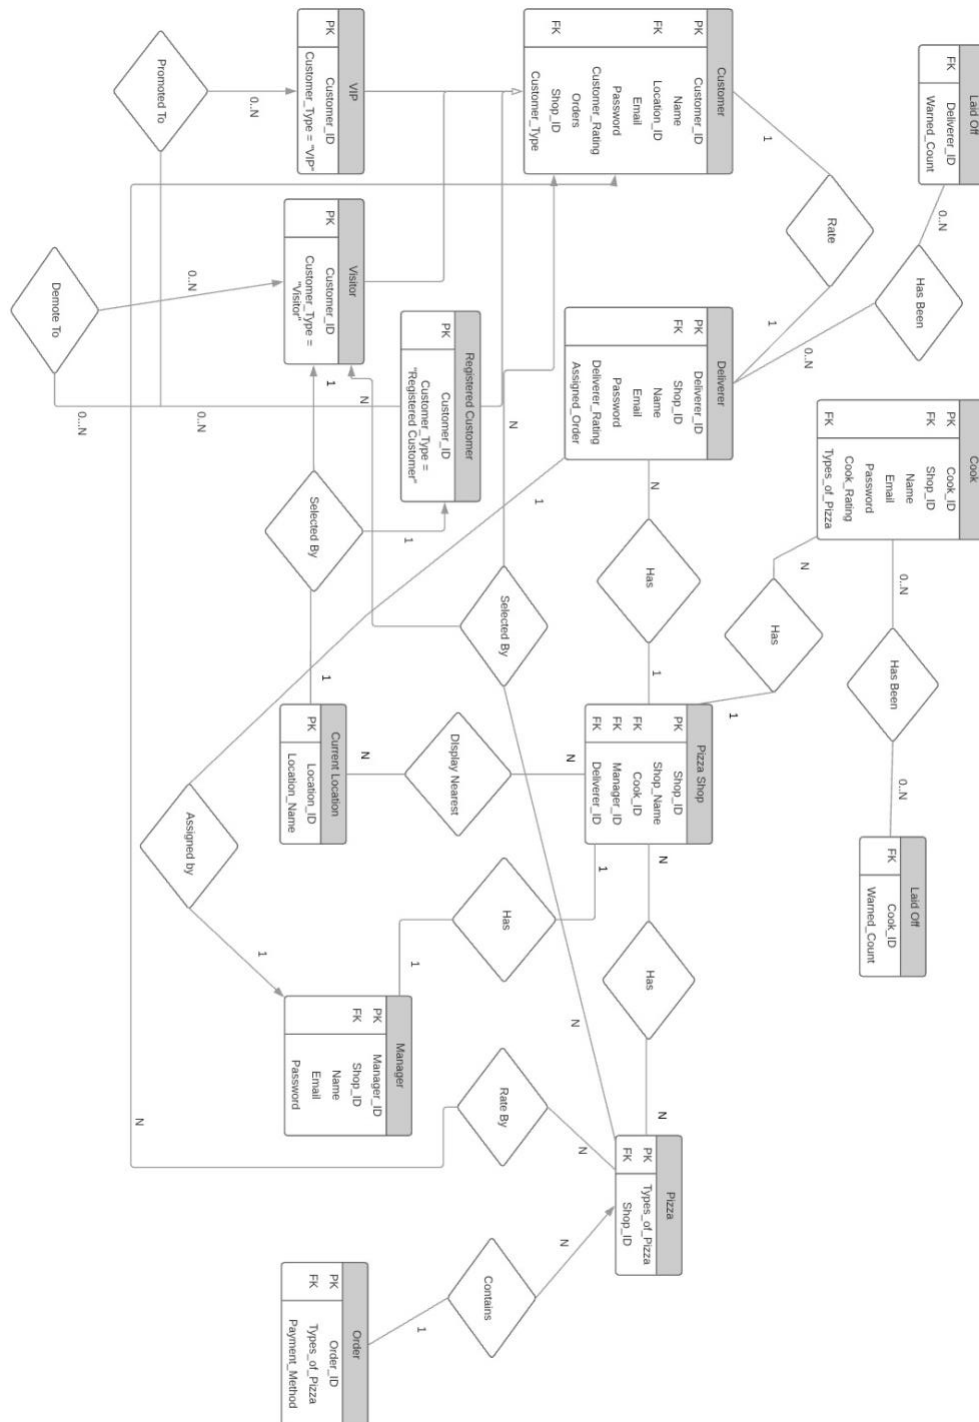 Laid Off
FK Deliverer_ID
Warned_Count
0..N
Has Been
0..N
Cook
PK Cook_ID
FK Shop_ID
Name
Email
Password
Cook_Rating
FK Types_of_Pizza
0..N
Has Been
0..N
Laid Off
FK Cook_ID
Warned_Count
Customer
PK Customer_ID
Name
FK Location_ID
Email
Password
Customer_Rating
Orders
FK Shop_ID
Customer_Type
1
Rate
1
Deliverer
PK Deliverer_ID
FK Shop_ID
Name
Email
Password
Deliverer_Rating
Assigned_Order
N
Has
1
N
Has
1
Pizza Shop
PK Shop_ID
Shop_Name
FK Cook_ID
FK Manager_ID
FK Deliverer_ID
N
Has
N
Pizza
PK Types_of_Pizza
FK Shop_ID
VIP
PK Customer_ID
Customer_Type = "VIP"
Visitor
PK Customer_ID
Customer_Type =
"Visitor"
Registered Customer
PK Customer_ID
Customer_Type =
"Registered Customer"
N
Selected By
N
N
1
Selected By
1
1
N
Display Nearest
N
Current Location
PK Location_ID
Location_Name
1
Has
1
Manager
PK Manager_ID
FK Shop_ID
Name
Email
Password
N
Rate By
N
N
Contains
1
Order
PK Order_ID
FK Types_of_Pizza
Payment_Method
Promoted To
0..N
0..N
Demote To
0..N
0...N
1
Assigned by
1